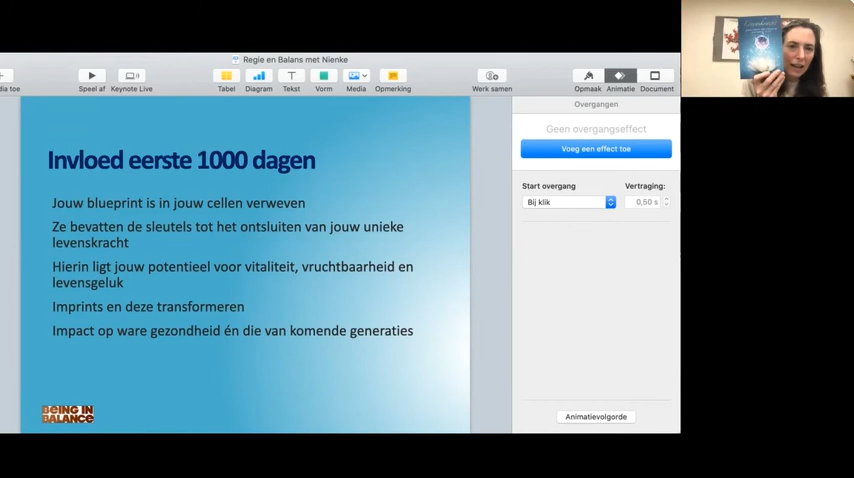 Regie en Balans met Nienke
dia toe
Speel af
Keynote Live
Tabel
Diagram
Tekst
Vorm
Media
Opmerking
Werk samen
Opmaak
Animatie
Document
Overgangen
Geen overgangseffect
Voeg een effect toe
Start overgang
Vertraging:
Bij klik
0,50 s
Animatievolgorde
Invloed eerste 1000 dagen
Jouw blueprint is in jouw cellen verweven
Ze bevatten de sleutels tot het ontsluiten van jouw unieke
levenskracht
Hierin ligt jouw potentieel voor vitaliteit, vruchtbaarheid en
levensgeluk
Imprints en deze transformeren
Impact op ware gezondheid én die van komende generaties
BEING IN
BALANCE